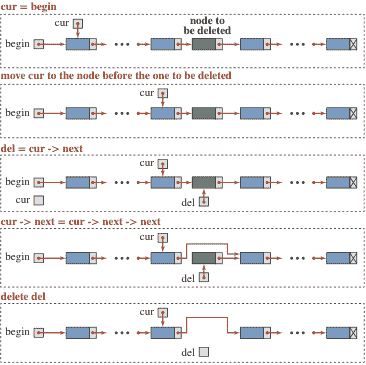 cur = begin
cur
node to
be deleted
begin
move cur to the node before the one to be deleted
cur
begin
del = cur -> next
cur
begin
cur
del
cur -> next = cur -> next -> next
cur
begin
del
delete del
cur
begin
del